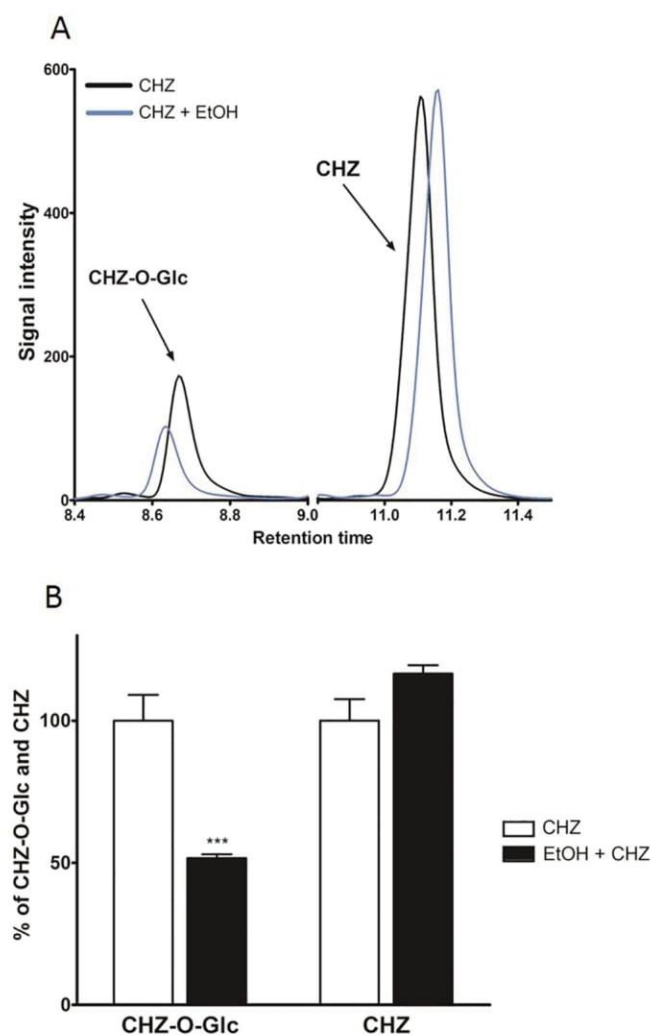 A
600
CHZ
CHZ + EtOH
CHZ
400
CHZ-O-Glc
Signal intensity
200
0
8.4 8.6 8.8 9.0 11.0 11.2 11.4
Retention time
B
% of CHZ-O-Glc and CHZ
100
***
CHZ
EtOH + CHZ
50
0
CHZ-O-Glc CHZ